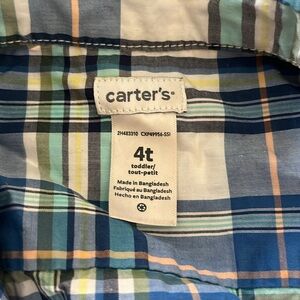 carter's®
2H483310 CXP49956-SSI
4t
toddler/
tout-petit
Made in Bangladesh
Fabriqué au Bangladesh
Hecho en Bangladesh